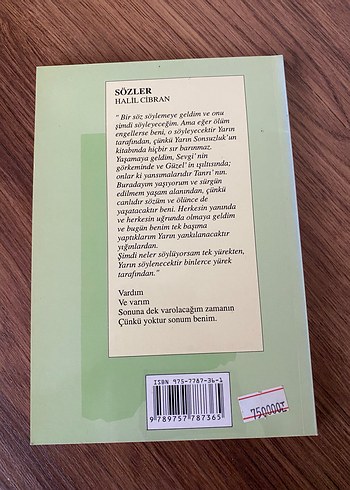 SÖZLER
HALİL CİBRAN
" Bir söz söylemeye geldim ve onu
şimdi söyleyeceğim. Ama eğer ölüm
engellerse beni, o söyleyecektir Yarın
tarafından, çünkü Yarın Sonsuzluk'un
kitabında hiçbir sır barınmaz.
Yaşamaya geldim, Sevgi' nin
görkeminde ve Güzel' in ışıltısında;
onlar ki yansımalarıdır Tanrı' nın.
Buradayım yaşıyorum ve sürgün
edilmem yaşam alanından, çünkü
canlıdır sözüm ve ölünce de
yaşatacaktır beni. Herkesin yanında
ve herkesin uğrunda olmaya geldim
ve bugün benim tek başıma
yaptıklarım Yarın yankılanacaktır
yığınlardan.
Şimdi neler söylüyorsam tek yürekten,
Yarın söylenecektir binlerce yürek
tarafından."
Vardım
Ve varım
Sonuna dek varolacağım zamanın
Çünkü yoktur sonum benim.
ISBN 975-7787-36-1
9 789757 787365